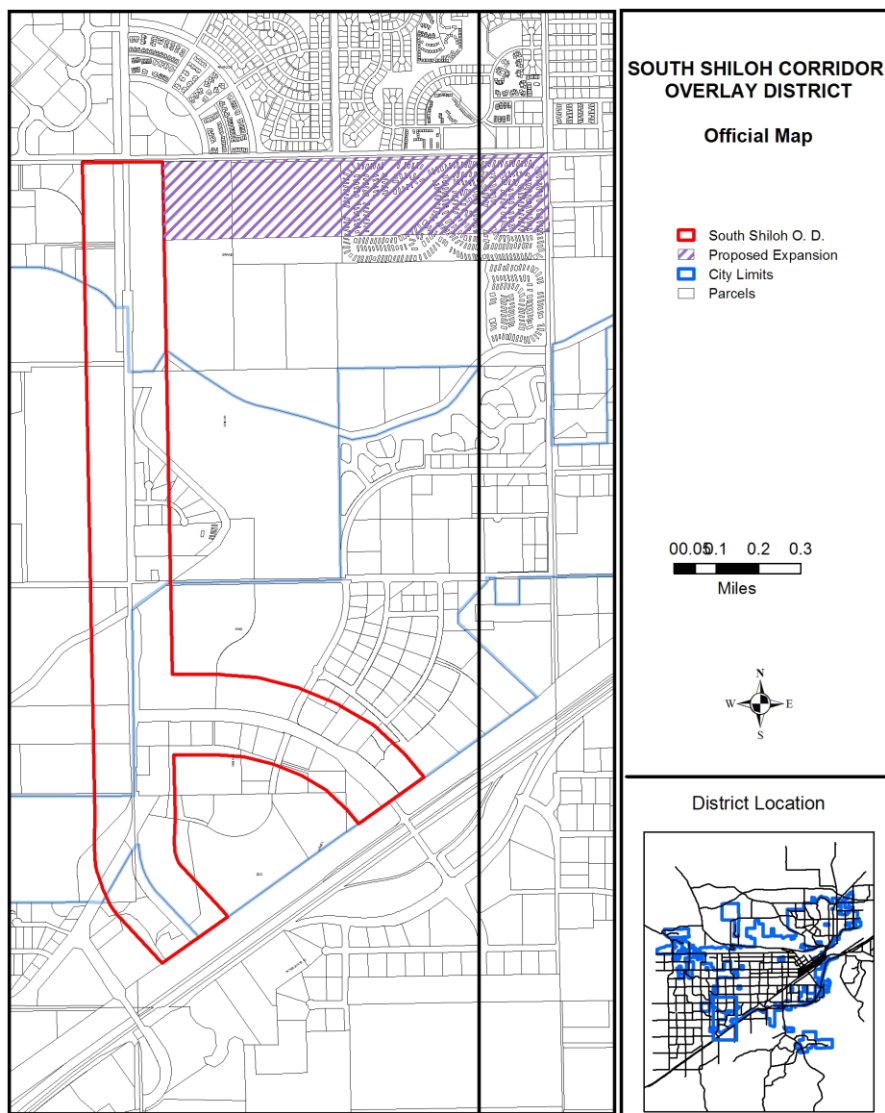 SOUTH SHILOH CORRIDOR
OVERLAY DISTRICT
Official Map
South Shiloh O. D.
Proposed Expansion
City Limits
Parcels
00.050.1 0.2 0.3
Miles
N
W E
S
District Location